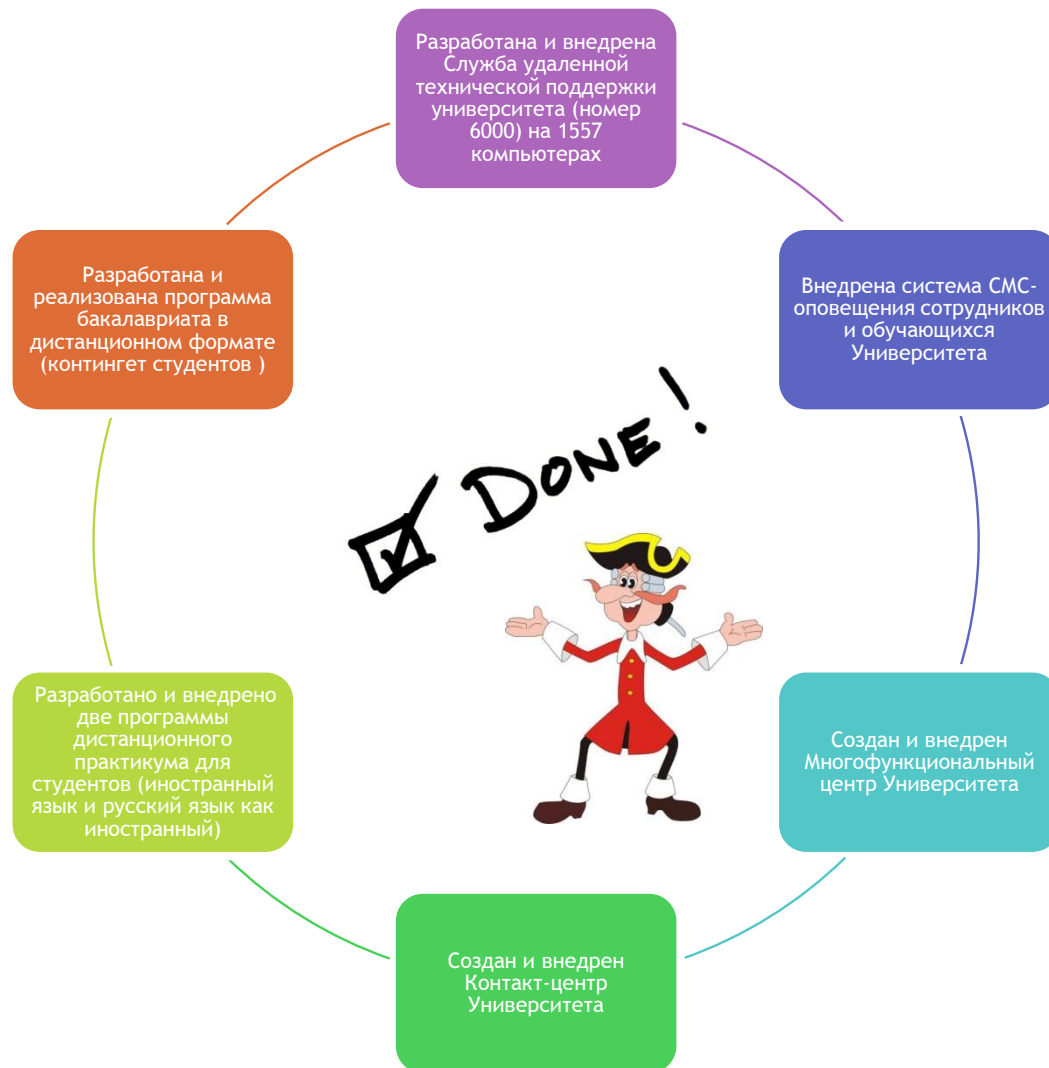 Разработана и внедрена
Служба удаленной
технической поддержки
университета (номер
6000) на 1557
компьютерах
Внедрена система СМС-
оповещения сотрудников
и обучающихся
Университета
Создан и внедрен
Многофункциональный
центр Университета
Создан и внедрен
Контакт-центр
Университета
Разработано и внедрено
две программы
дистанционного
практикума для
студентов (иностранный
язык и русский язык как
иностранный)
Разработана и
реализована программа
бакалавриата в
дистанционном формате
(контингет студентов )
DONE!